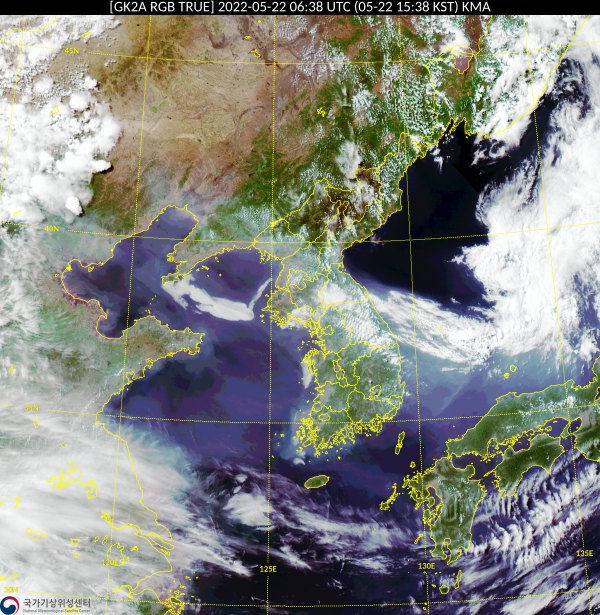 [GK2A RGB TRUE] 2022-05-22 06:38 UTC (05-22 15:38 KST) KMA
45N
40N
135E
130E
125E
120E
국가기상위성센터
National Meteorological Satellite Center